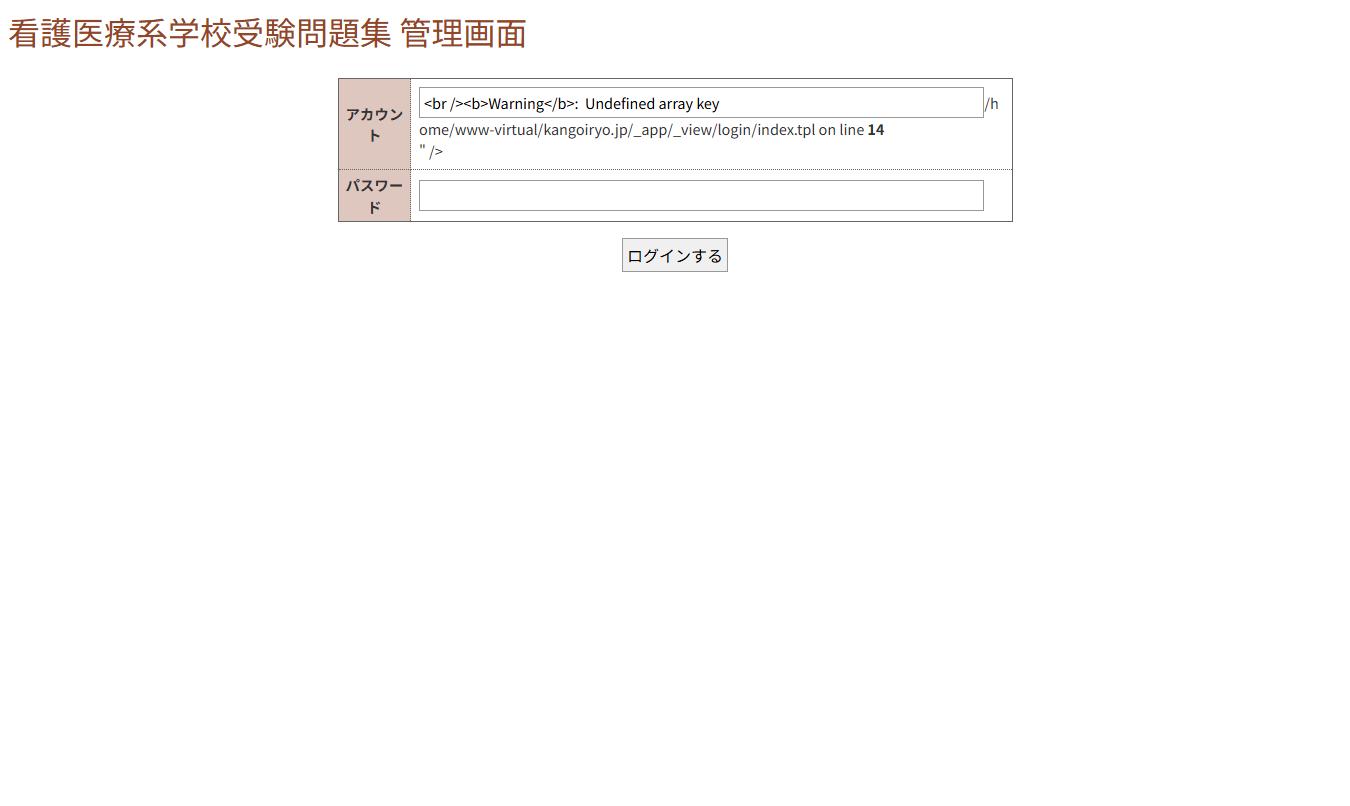 看護医療系学校受験問題集 管理画面
アカウン
ト
<br /><b>Warning</b>:  Undefined array key
/h
ome/www-virtual/kangoiryo.jp/_app/_view/login/index.tpl on line 14
" />
パスワー
ド
ログインする